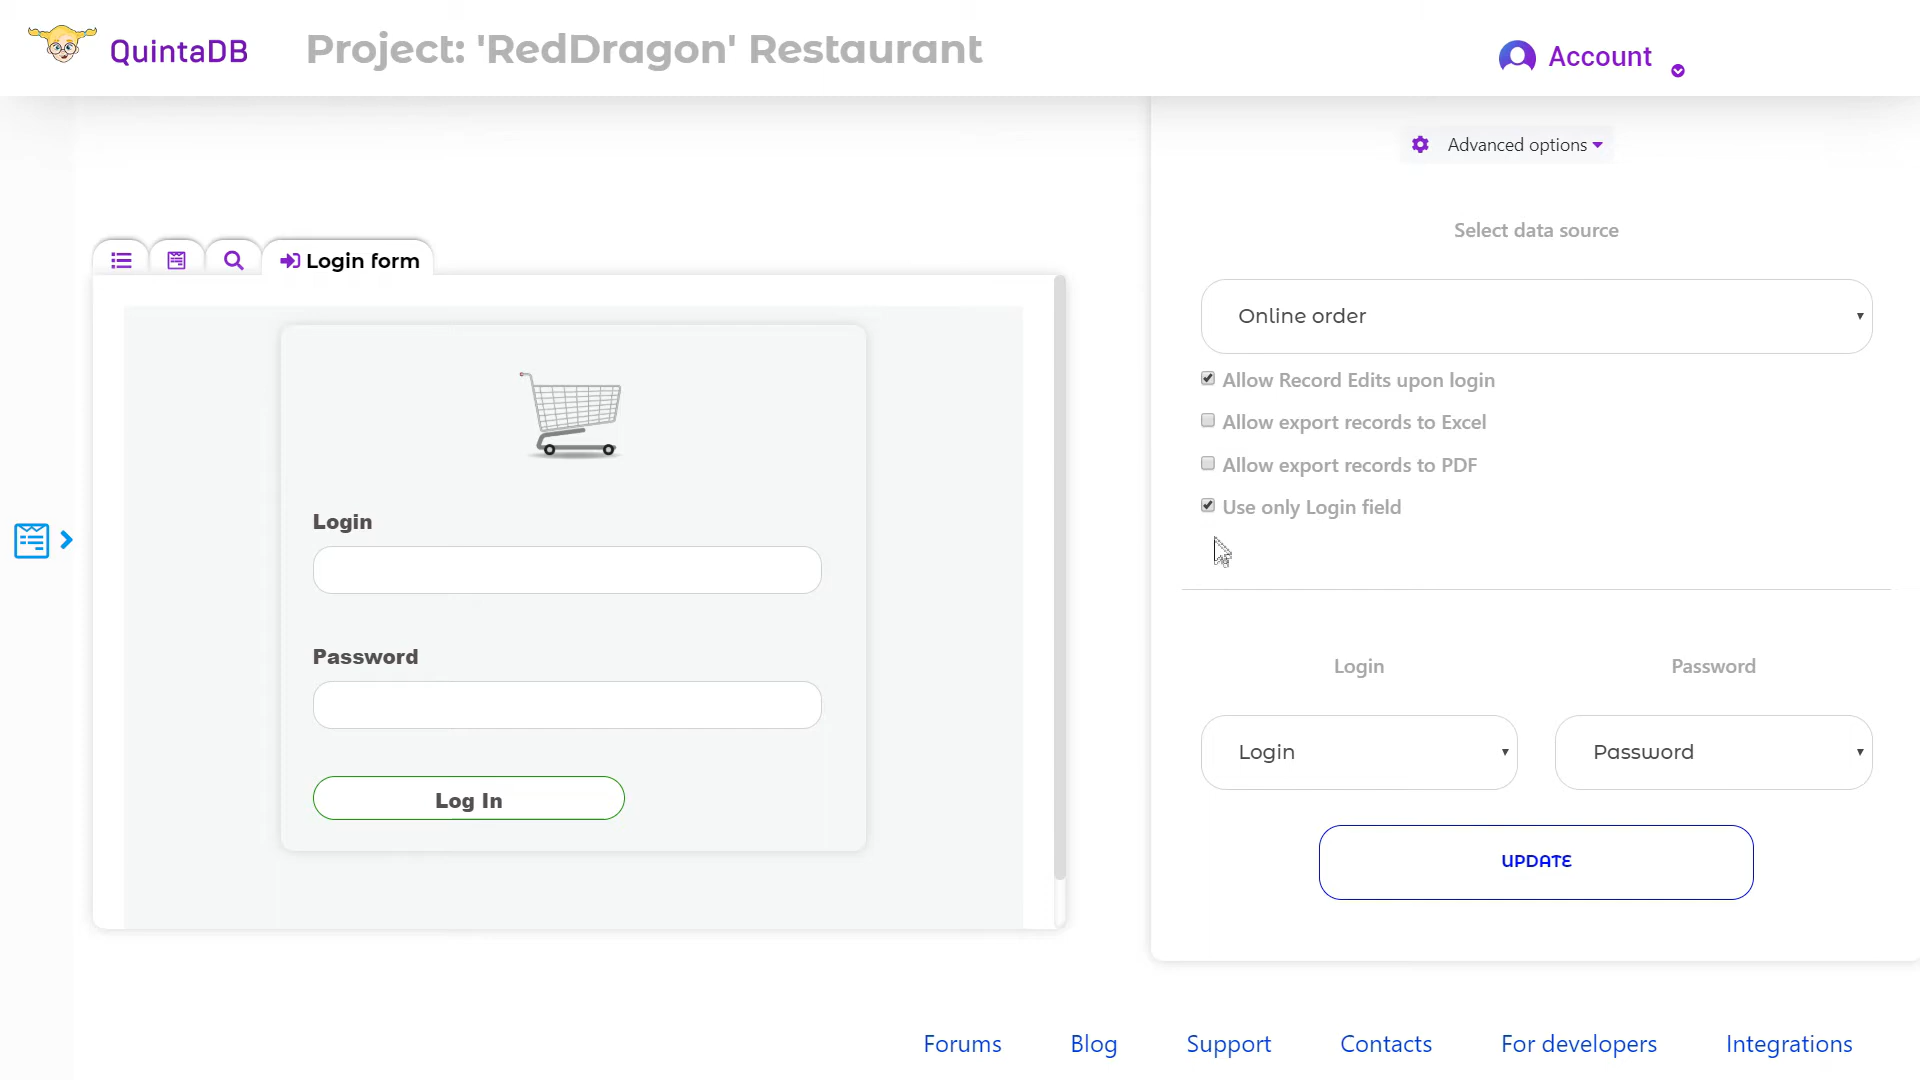 QuintaDB
Project: 'RedDragon' Restaurant
Account
Advanced options
Select data source
Online order
Allow Record Edits upon login
Allow export records to Excel
Allow export records to PDF
Use only Login field
Login form
Login
Password
Log In
Login
Password
Login
Password
UPDATE
Forums
Blog
Support
Contacts
For developers
Integrations